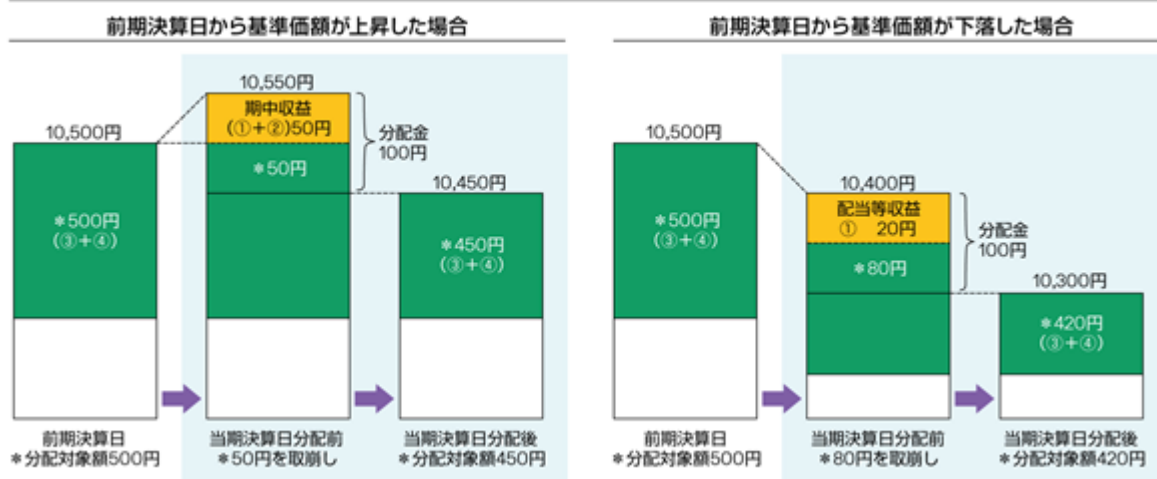 前期決算日から基準価額が上昇した場合
10,550円
期中収益
(①+②)50円
10,500円
分配金
100円
*50円
10,450円
*500円
(③+④)
*450円
(③+④)
前期決算日
*分配対象額500円
当期決算日分配前
*50円を取崩し
当期決算日分配後
*分配対象額450円
前期決算日から基準価額が下落した場合
10,500円
10,400円
配当等収益
① 20円
分配金
100円
*500円
(③+④)
*80円
10,300円
*420円
(③+④)
前期決算日
*分配対象額500円
当期決算日分配前
*80円を取崩し
当期決算日分配後
*分配対象額420円